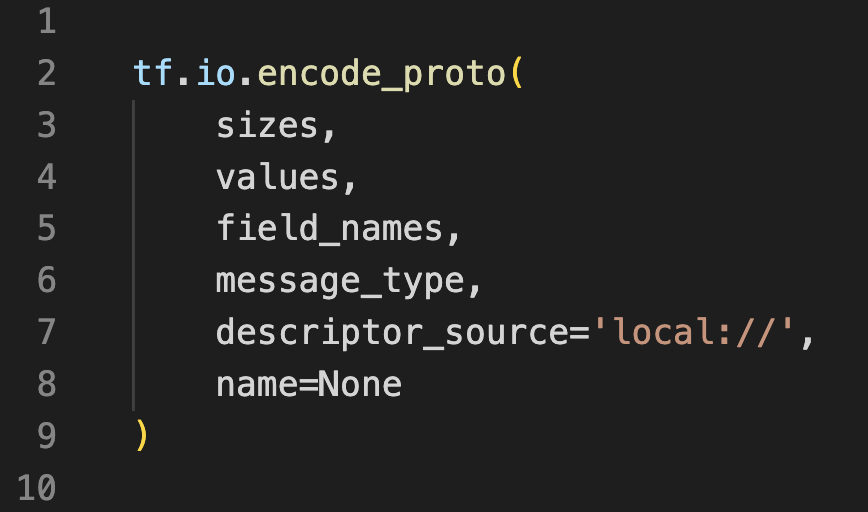 1
2 tf.io.encode_proto(
3     sizes,
4     values,
5     field_names,
6     message_type,
7     descriptor_source='local://',
8     name=None
9 )
10